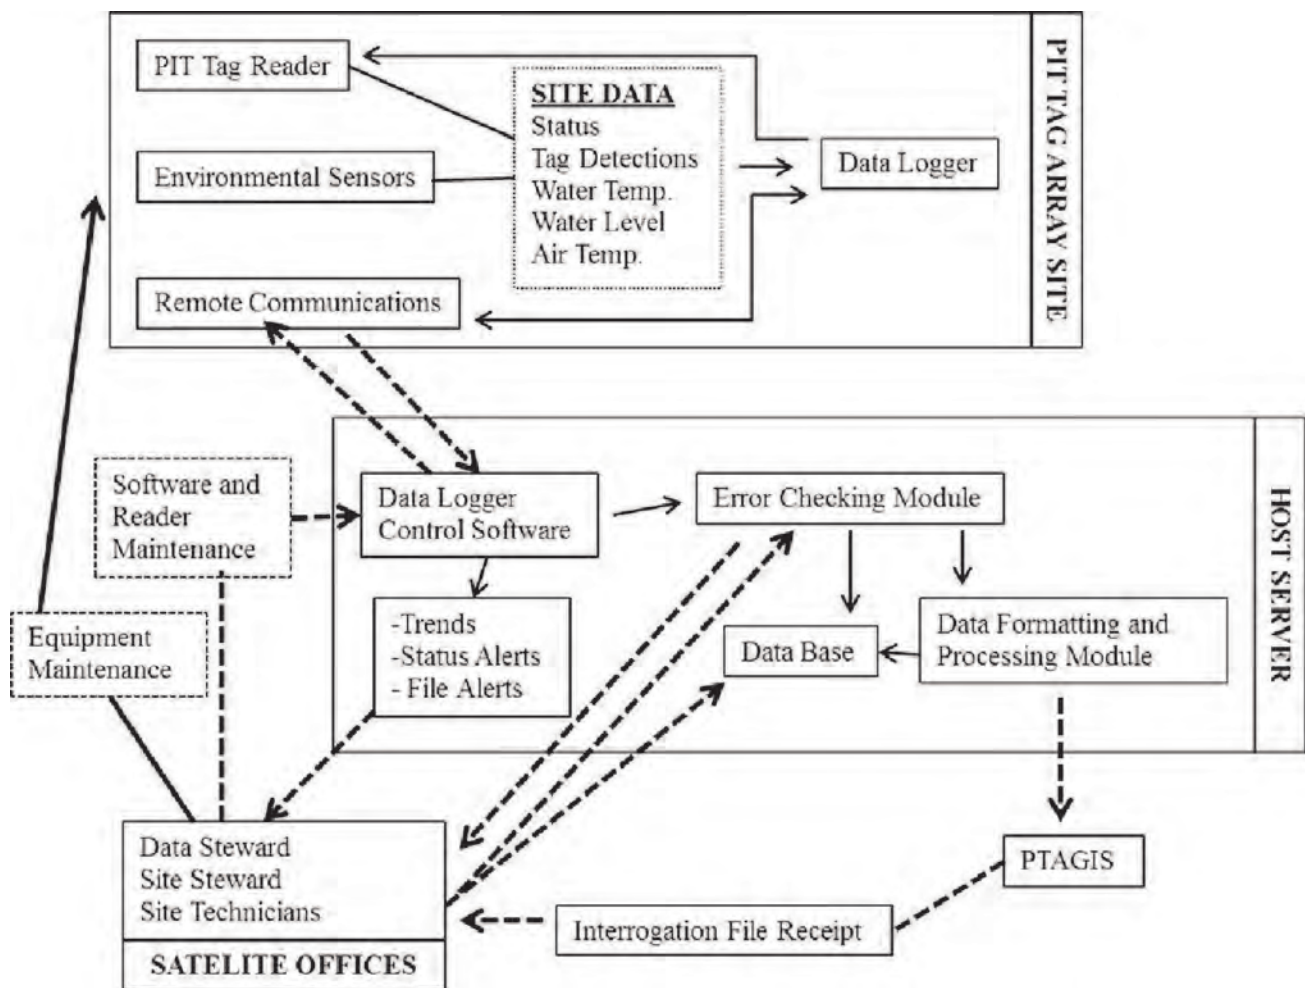 PIT Tag Reader
SITE DATA
Status
Tag Detections
Water Temp.
Water Level
Air Temp.
Data Logger
Environmental Sensors
Remote Communications
PIT TAG ARRAY SITE
Software and
Reader
Maintenance
Data Logger
Control Software
Error Checking Module
-Trends
-Status Alerts
- File Alerts
Data Base
Data Formatting and
Processing Module
HOST SERVER
Equipment
Maintenance
Data Steward
Site Steward
Site Technicians
SATELITE OFFICES
Interrogation File Receipt
PTAGIS